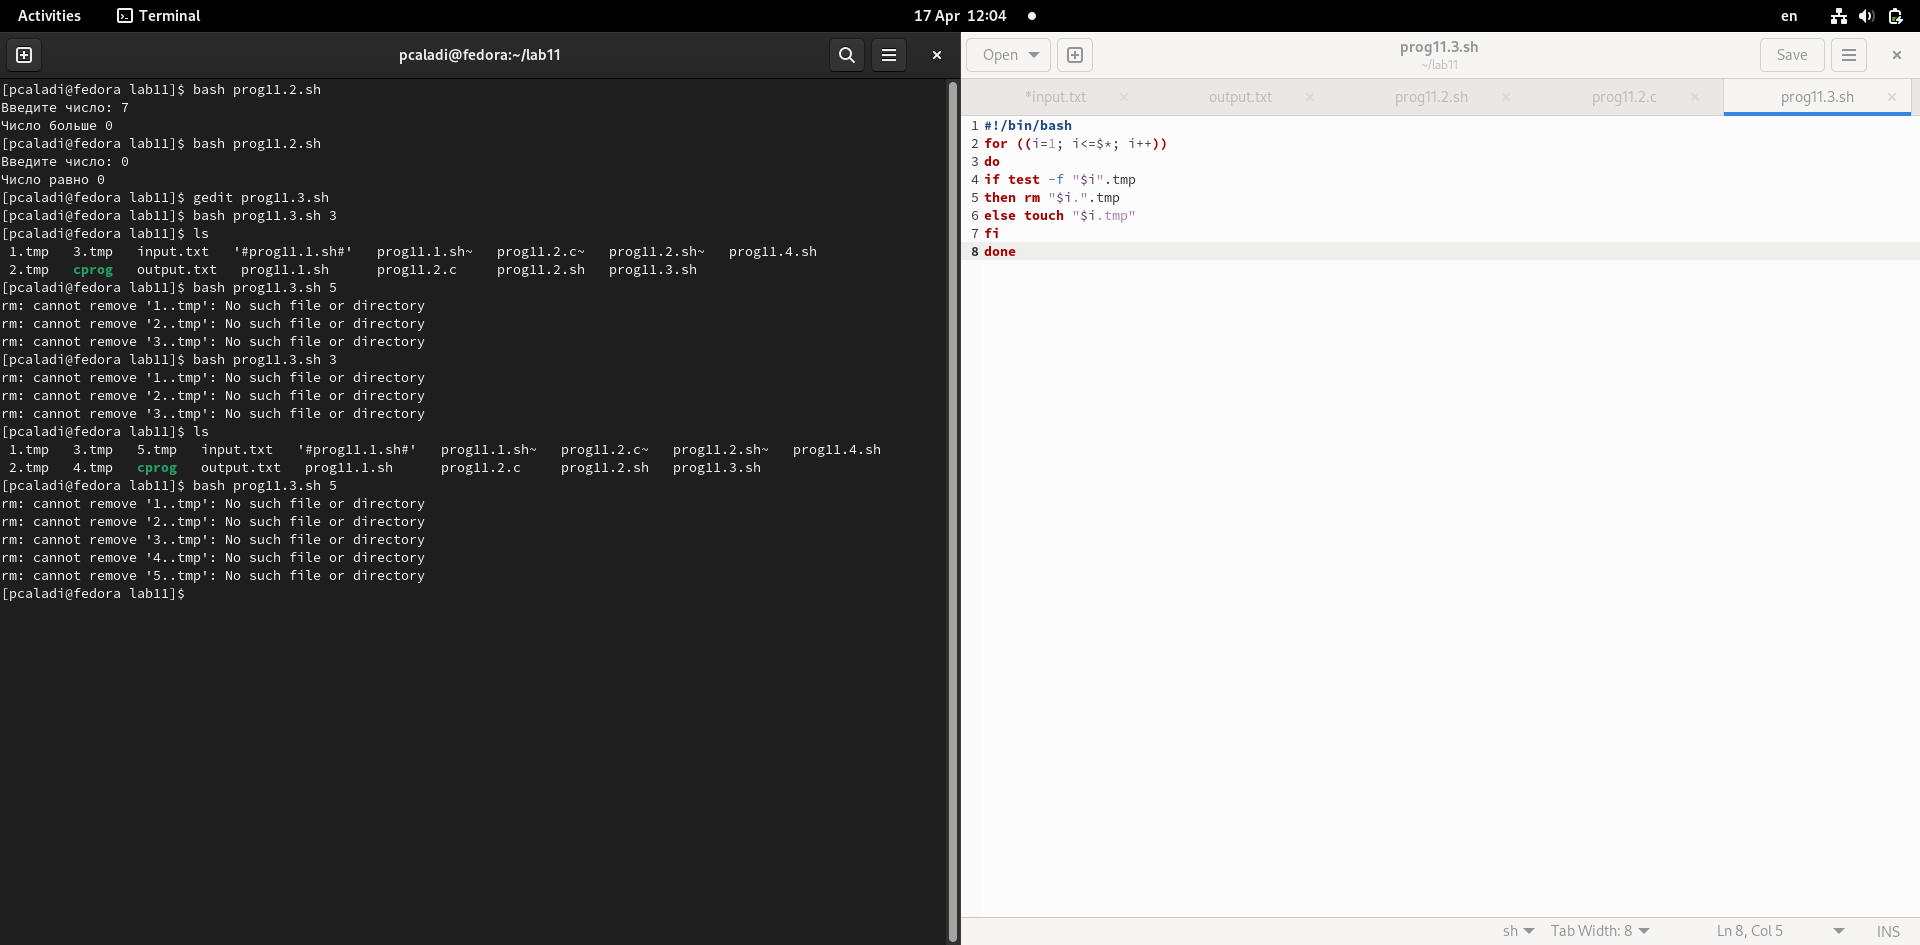 Activities Terminal 17 Apr 12:04 en
pcaladi@fedora:~/lab11
[pcaladi@fedora lab11]$ bash prog11.2.sh
Введите число: 7
Число больше 0
[pcaladi@fedora lab11]$ bash prog11.2.sh
Введите число: 0
Число равно 0
[pcaladi@fedora lab11]$ gedit prog11.3.sh
[pcaladi@fedora lab11]$ bash prog11.3.sh 3
[pcaladi@fedora lab11]$ ls
1.tmp 3.tmp input.txt '#prog11.1.sh#' prog11.1.sh~ prog11.2.c~ prog11.2.sh~ prog11.4.sh
2.tmp cprog output.txt prog11.1.sh prog11.2.c prog11.2.sh prog11.3.sh
[pcaladi@fedora lab11]$ bash prog11.3.sh 5
rm: cannot remove '1..tmp': No such file or directory
rm: cannot remove '2..tmp': No such file or directory
rm: cannot remove '3..tmp': No such file or directory
[pcaladi@fedora lab11]$ bash prog11.3.sh 3
rm: cannot remove '1..tmp': No such file or directory
rm: cannot remove '2..tmp': No such file or directory
rm: cannot remove '3..tmp': No such file or directory
[pcaladi@fedora lab11]$ ls
1.tmp 3.tmp 5.tmp input.txt '#prog11.1.sh#' prog11.1.sh~ prog11.2.c~ prog11.2.sh~ prog11.4.sh
2.tmp 4.tmp cprog output.txt prog11.1.sh prog11.2.c prog11.2.sh prog11.3.sh
[pcaladi@fedora lab11]$ bash prog11.3.sh 5
rm: cannot remove '1..tmp': No such file or directory
rm: cannot remove '2..tmp': No such file or directory
rm: cannot remove '3..tmp': No such file or directory
rm: cannot remove '4..tmp': No such file or directory
rm: cannot remove '5..tmp': No such file or directory
[pcaladi@fedora lab11]$
Open prog11.3.sh Save
~/lab11
*input.txt output.txt prog11.2.sh prog11.2.c prog11.3.sh
1 #!/bin/bash
2 for ((i=1; i<=$*; i++))
3 do
4 if test -f "$i".tmp
5 then rm "$i.".tmp
6 else touch "$i.tmp"
7 fi
8 done
sh Tab Width: 8 Ln 8, Col 5 INS